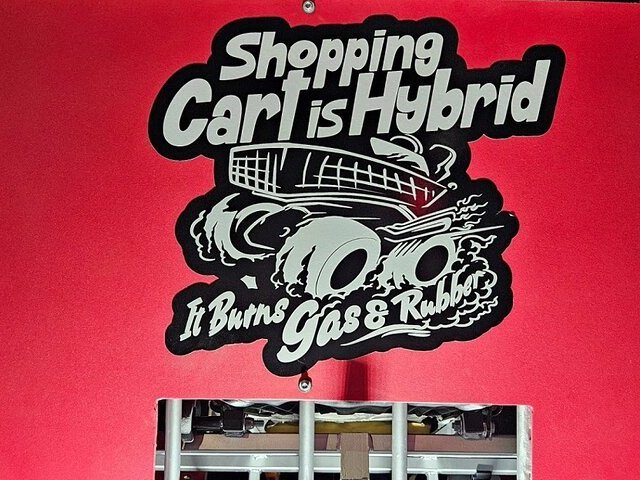 Shopping
Cart is Hybrid
It Burns Gas & Rubber